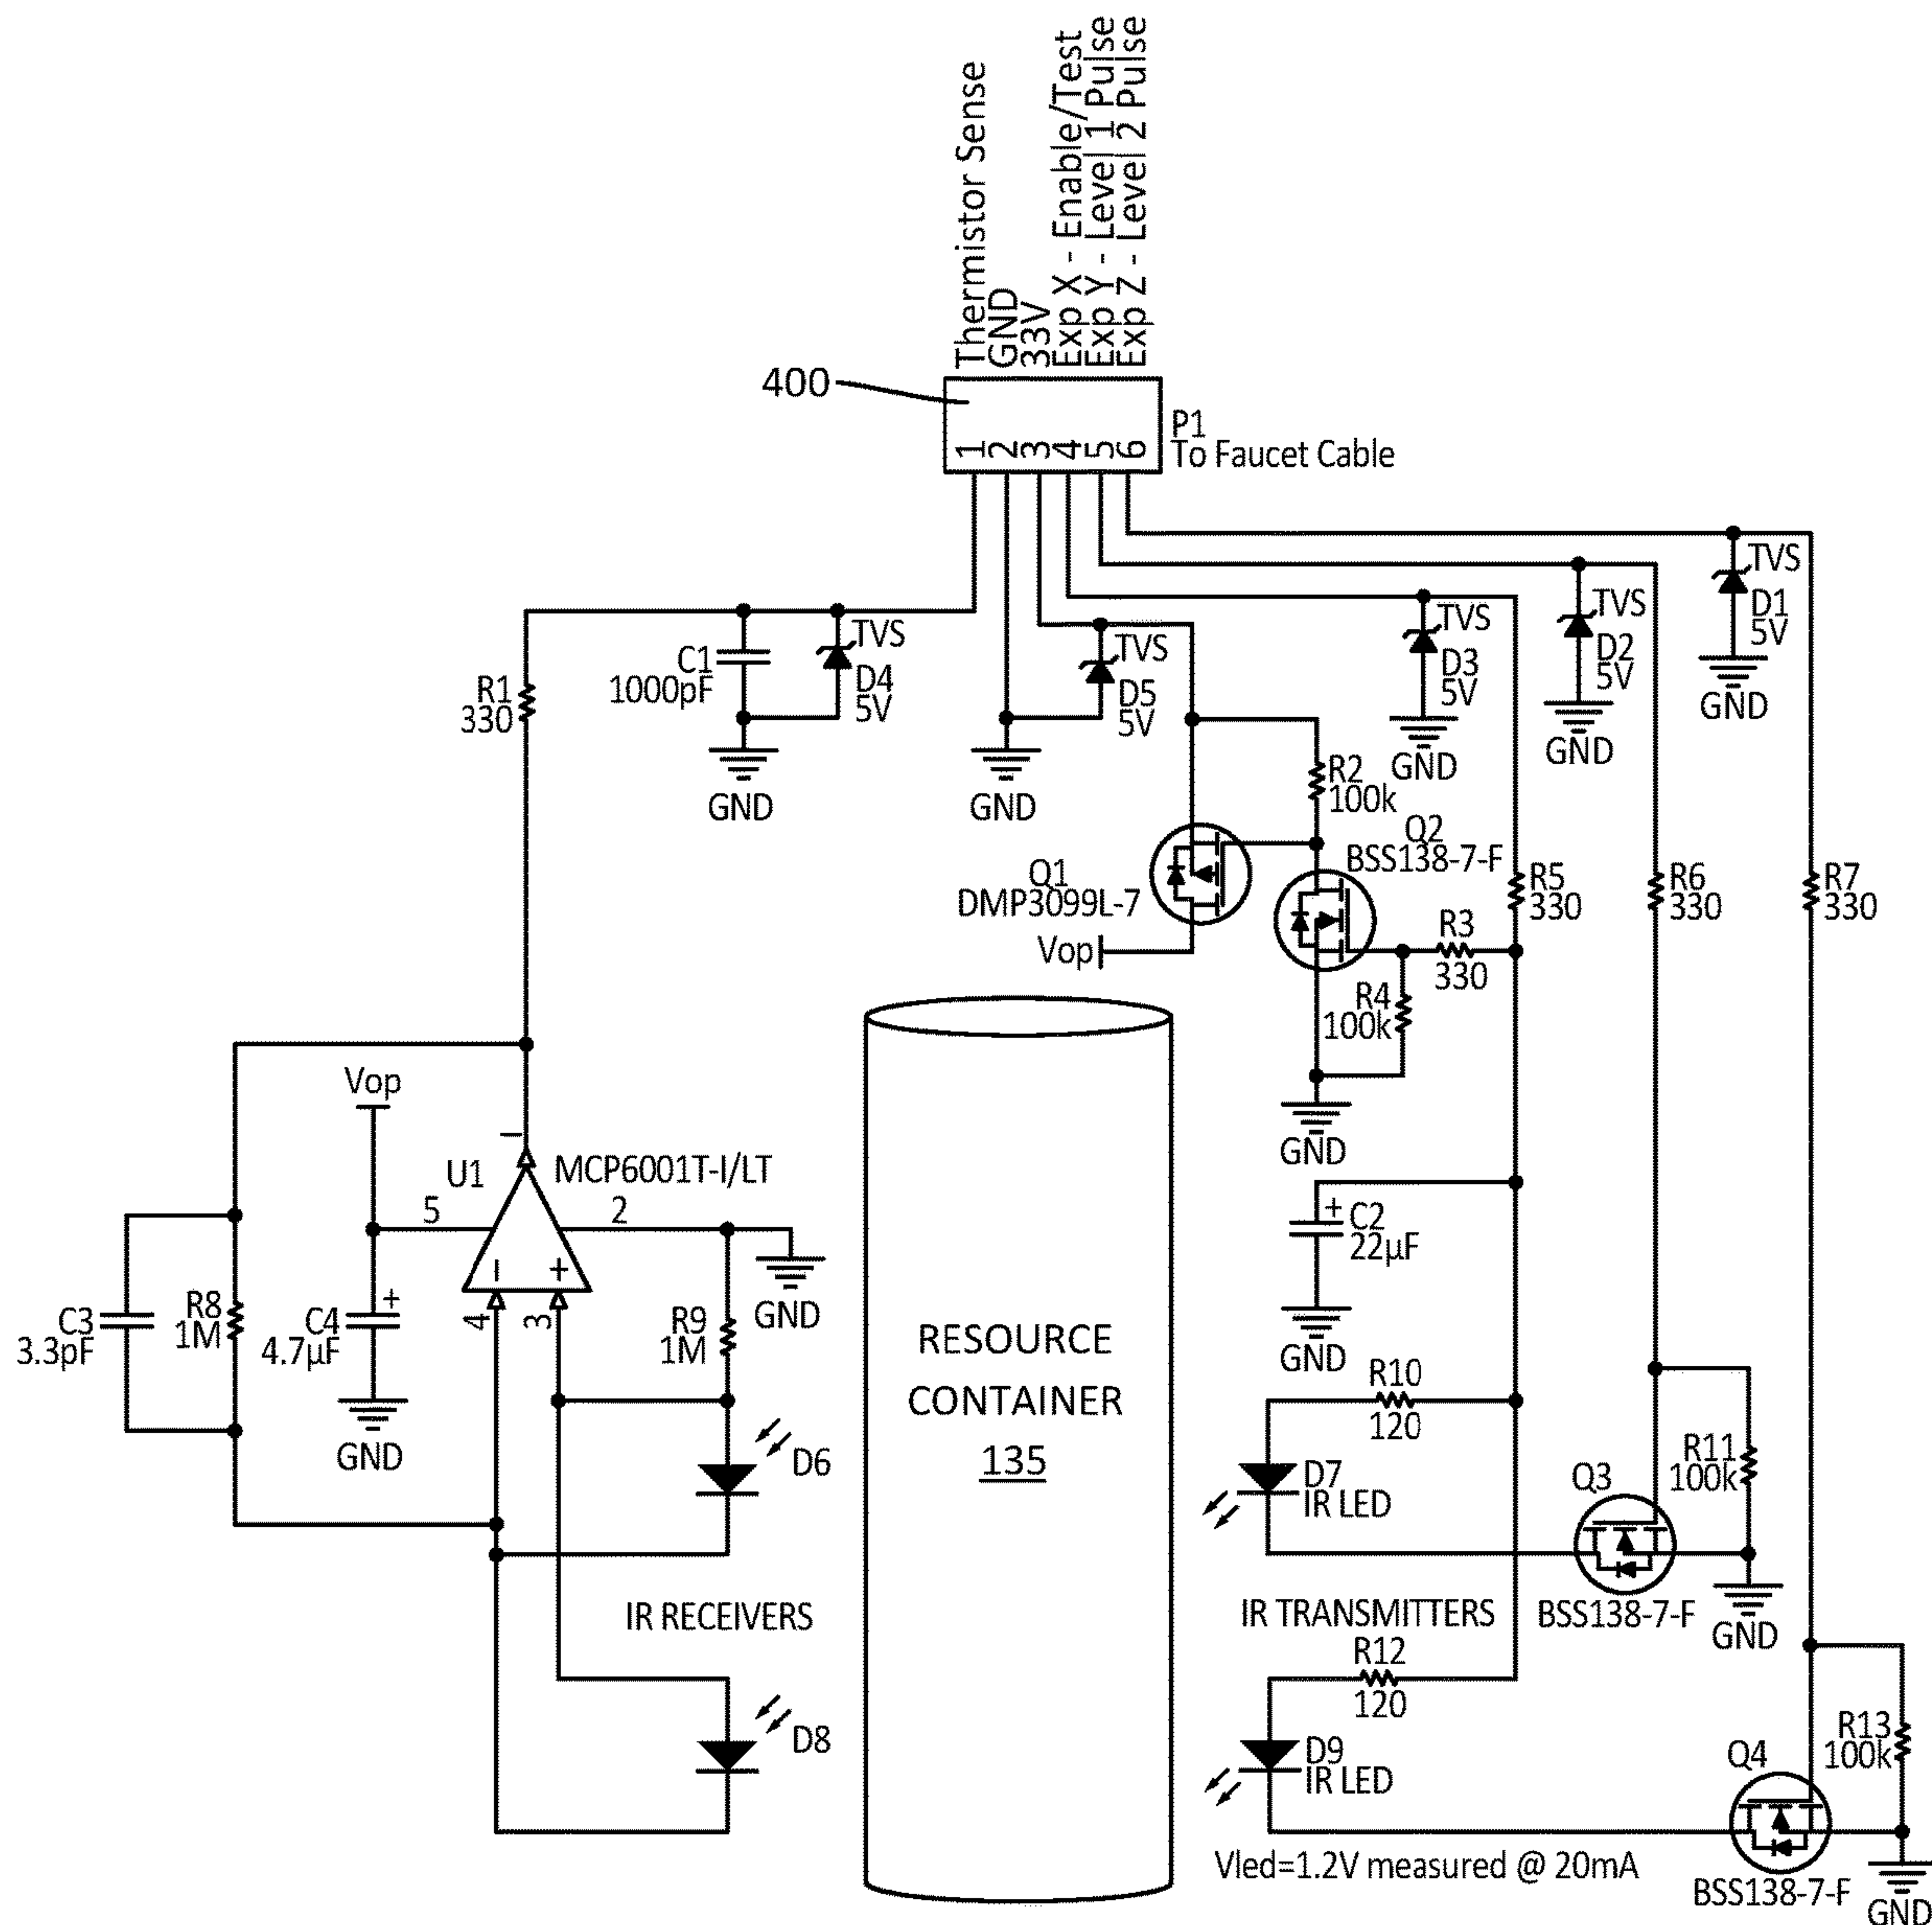 Thermistor Sense
GND
33V
Exp X - Enable/Test
Exp Y - Level 1 Pulse
Exp Z - Level 2 Pulse
400
1 2 3 4 5 6
P1
To Faucet Cable
TVS
D1
5V
GND
TVS
D2
5V
GND
TVS
D3
5V
GND
TVS
D4
5V
C1
1000pF
GND
TVS
D5
5V
GND
R1
330
R2
100k
Q2
BSS138-7-F
Q1
DMP3099L-7
Vop
R3
330
R4
100k
GND
R5
330
R6
330
R7
330
Vop
U1
MCP6001T-I/LT
5
2
4
3
1
− +
C3
3.3pF
R8
1M
C4
4.7µF
+
GND
R9
1M
GND
D6
IR RECEIVERS
D8
RESOURCE
CONTAINER
135
+
C2
22µF
GND
R10
120
D7
IR LED
Q3
BSS138-7-F
R11
100k
GND
IR TRANSMITTERS
R12
120
D9
IR LED
Q4
BSS138-7-F
R13
100k
GND
Vled=1.2V measured @ 20mA